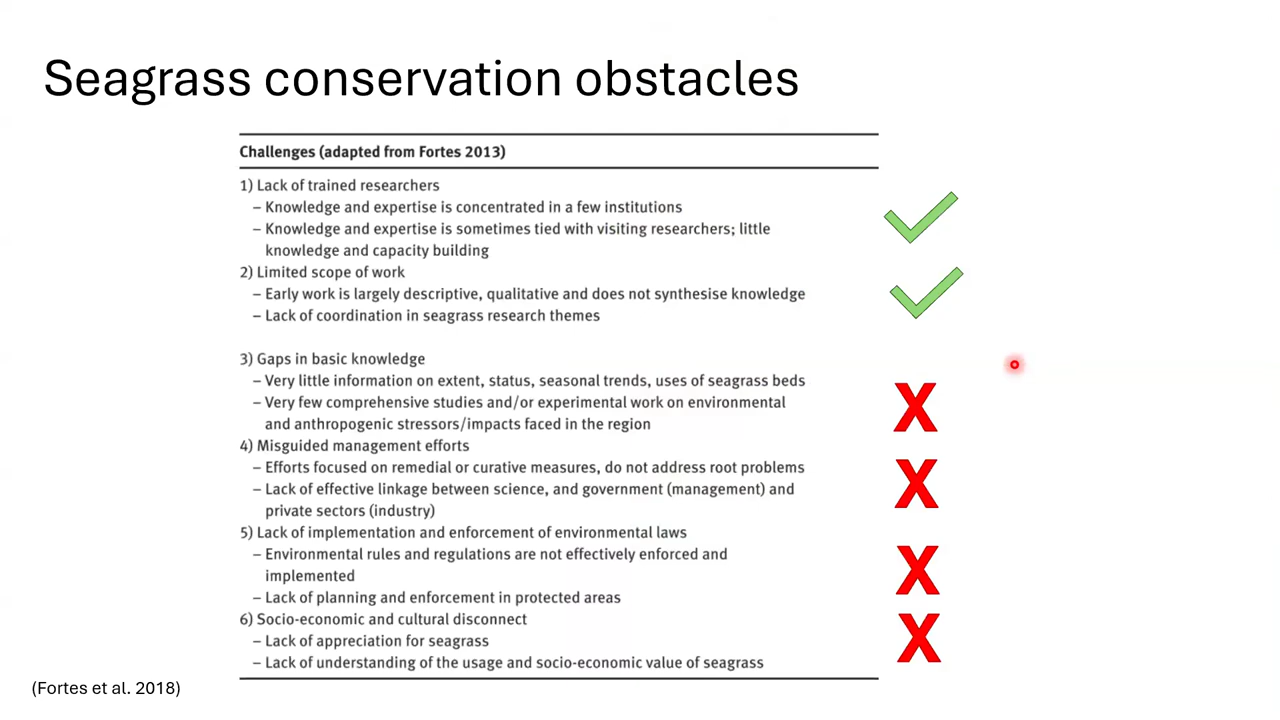 Seagrass conservation obstacles
Challenges (adapted from Fortes 2013)
1) Lack of trained researchers
– Knowledge and expertise is concentrated in a few institutions
– Knowledge and expertise is sometimes tied with visiting researchers; little
knowledge and capacity building
2) Limited scope of work
– Early work is largely descriptive, qualitative and does not synthesise knowledge
– Lack of coordination in seagrass research themes
3) Gaps in basic knowledge
– Very little information on extent, status, seasonal trends, uses of seagrass beds
– Very few comprehensive studies and/or experimental work on environmental
and anthropogenic stressors/impacts faced in the region
4) Misguided management efforts
– Efforts focused on remedial or curative measures, do not address root problems
– Lack of effective linkage between science, and government (management) and
private sectors (industry)
5) Lack of implementation and enforcement of environmental laws
– Environmental rules and regulations are not effectively enforced and
implemented
– Lack of planning and enforcement in protected areas
6) Socio-economic and cultural disconnect
– Lack of appreciation for seagrass
– Lack of understanding of the usage and socio-economic value of seagrass
X
X
X
X
(Fortes et al. 2018)